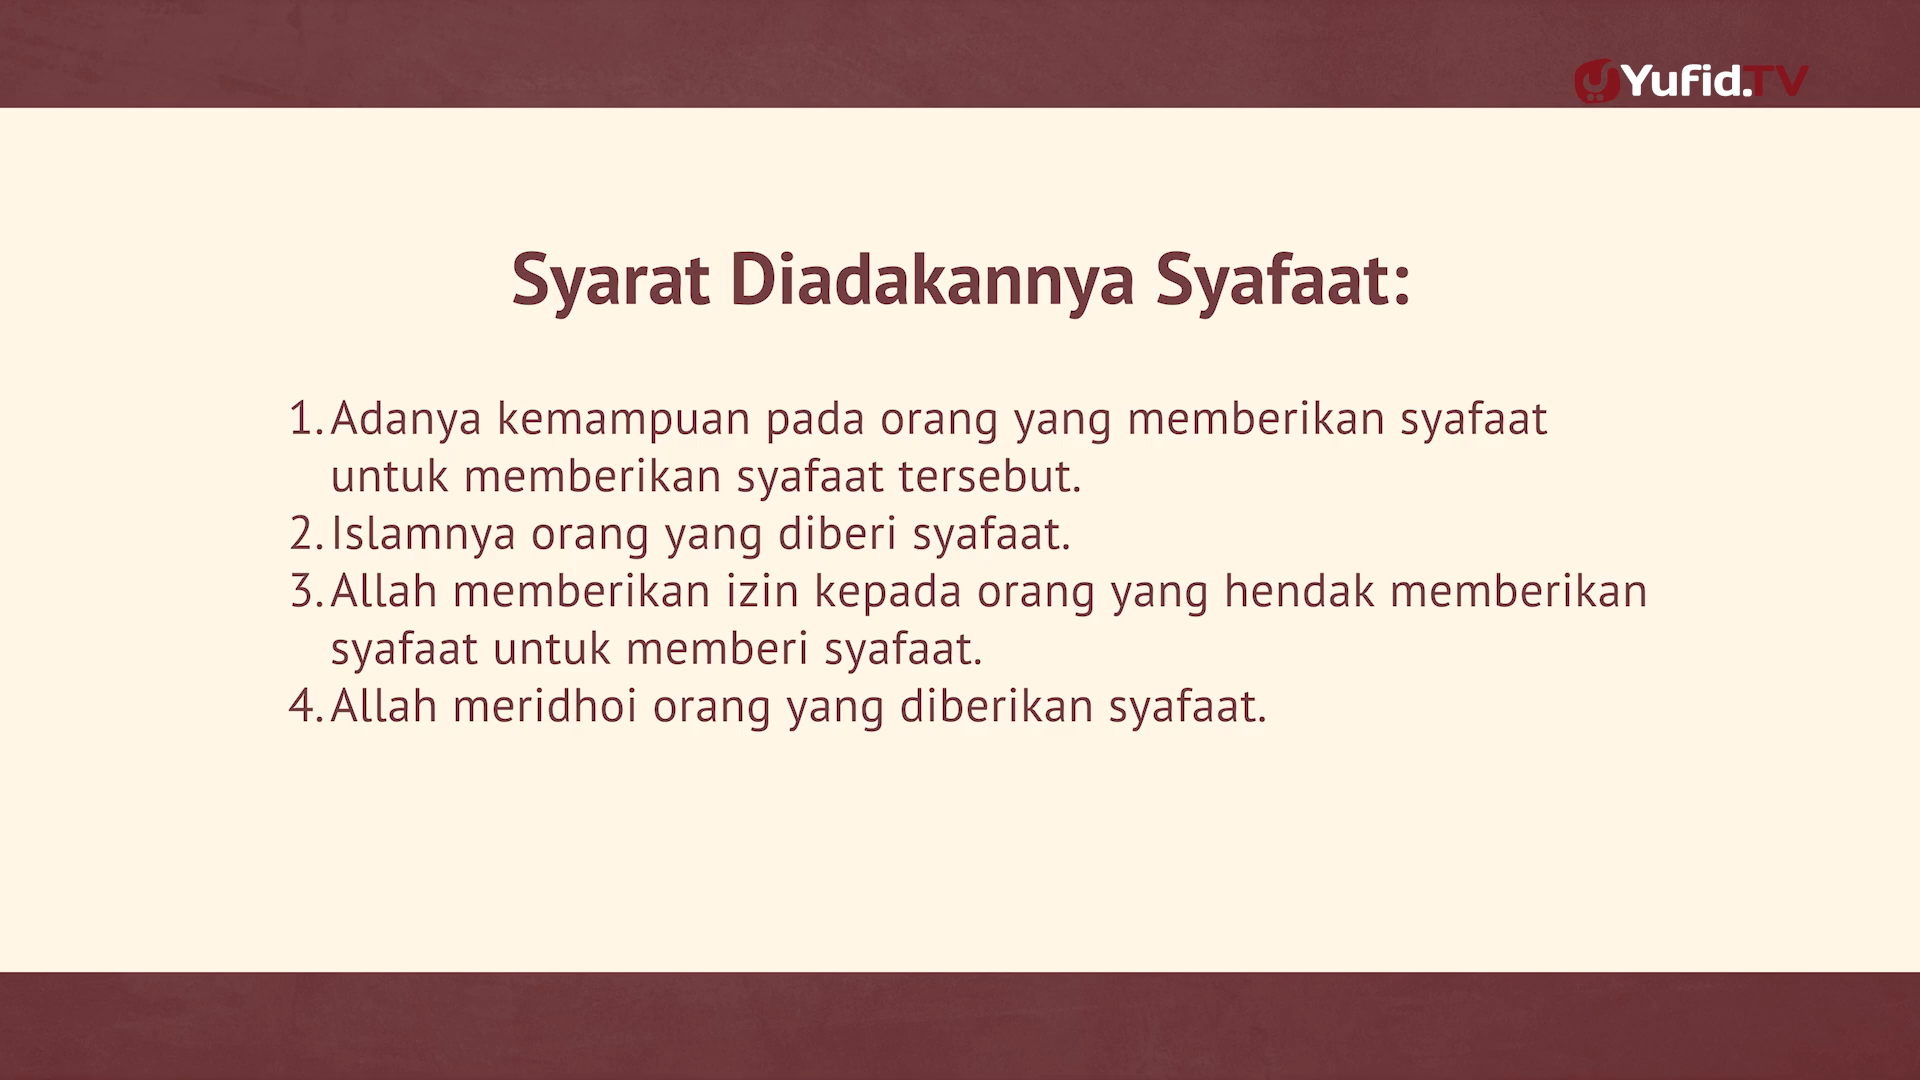 Yufid.TV
Syarat Diadakannya Syafaat:
1. Adanya kemampuan pada orang yang memberikan syafaat
untuk memberikan syafaat tersebut.
2. Islamnya orang yang diberi syafaat.
3. Allah memberikan izin kepada orang yang hendak memberikan
syafaat untuk memberi syafaat.
4. Allah meridhoi orang yang diberikan syafaat.